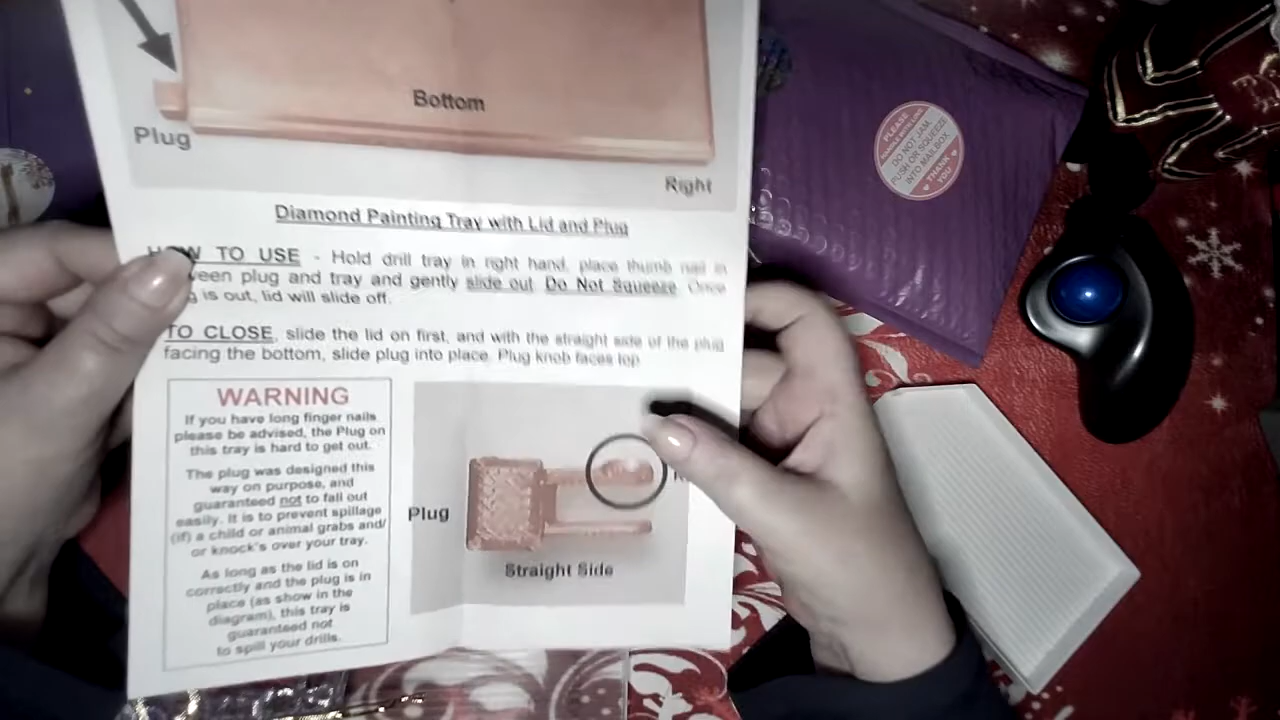 Bottom
Plug
Right
Diamond Painting Tray with Lid and Plug
TO USE - Hold drill tray in right hand, place thumb nail in
plug and tray and gently slide out. Do Not Squeeze. Once
is out, lid will slide off.
TO CLOSE, slide the lid on first, and with the straight side of the plug
facing the bottom, slide plug into place. Plug knob faces top.
WARNING
If you have long finger nails
please be advised, the Plug on
this tray is hard to get out.
The plug was designed this
way on purpose, and
guaranteed not to fall out
easily. It is to prevent spillage
(if) a child or animal grabs and/
or knock's over your tray.
As long as the lid is on
correctly and the plug is in
place (as show in the
diagram), this tray is
guaranteed not
to spill your drills.
Plug
Straight Side
PLEASE
DO NOT JAM,
PUSH OR SQUEEZE
INTO MAILBOX
THANK
YOU